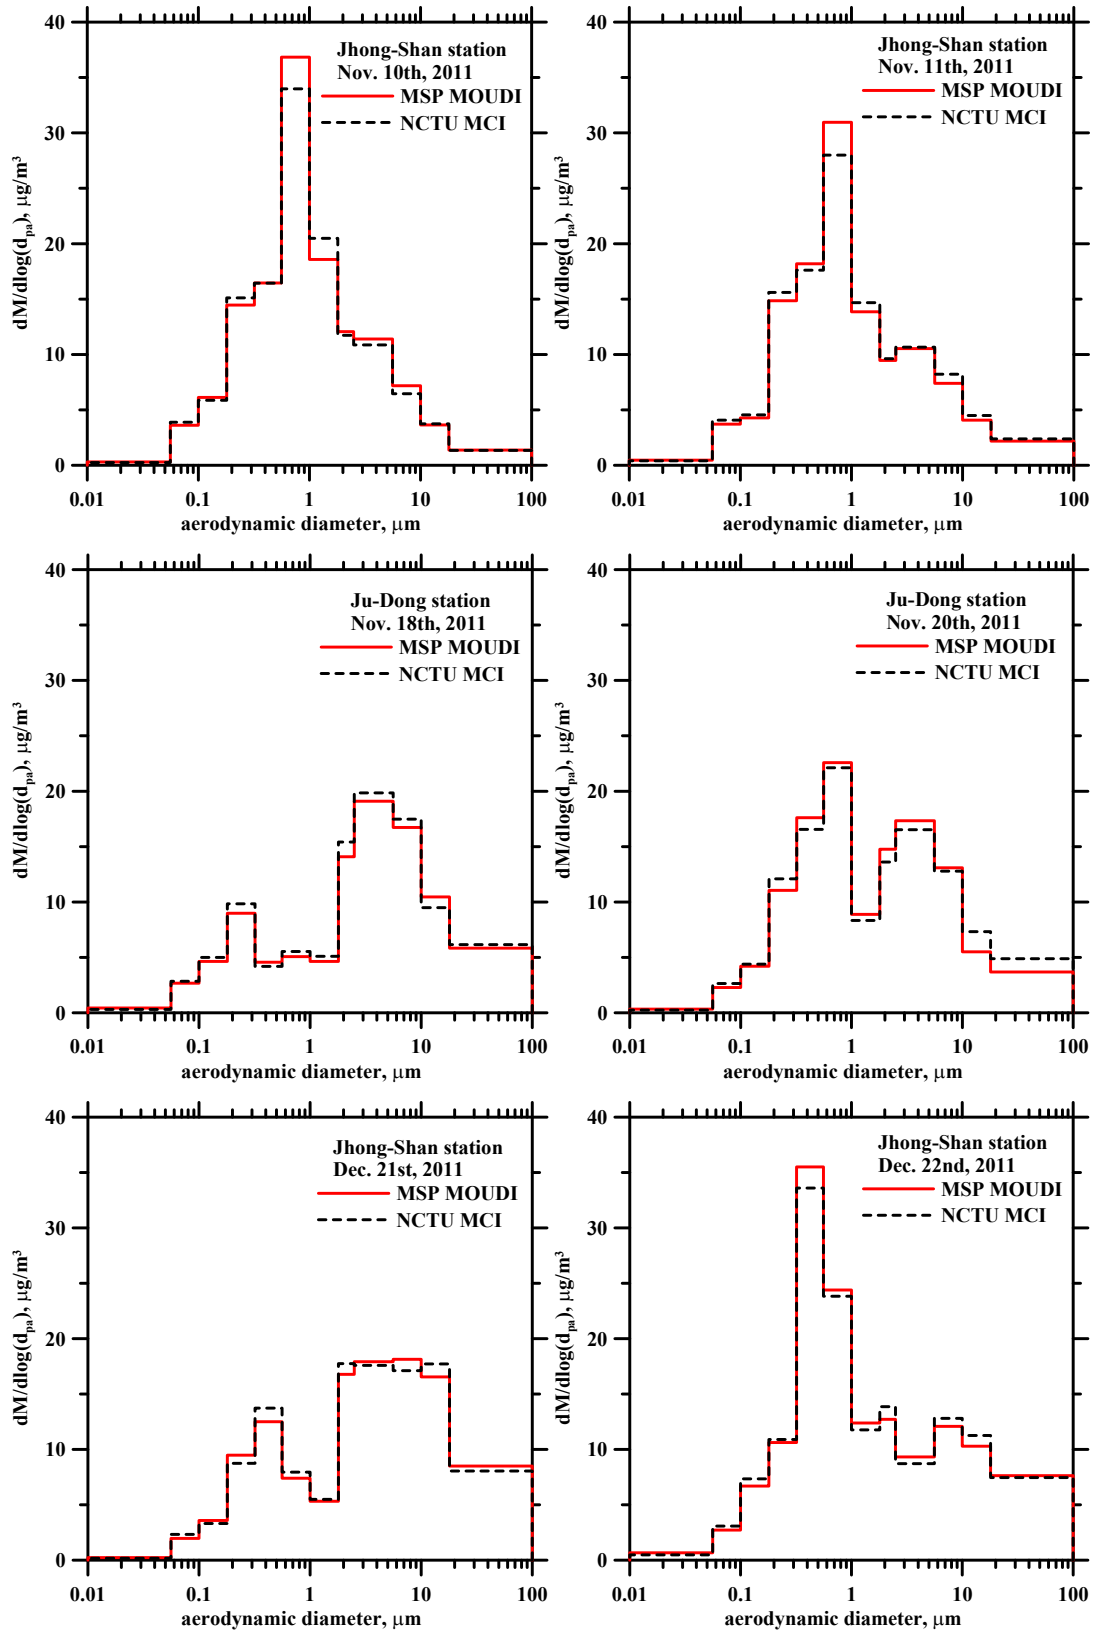 40
30
20
10
0
dM/dlog(dpa), μg/m³
Jhong-Shan station
Nov. 10th, 2011
MSP MOUDI
NCTU MCI
0.01 0.1 1 10 100
aerodynamic diameter, μm
40
30
20
10
0
dM/dlog(dpa), μg/m³
Jhong-Shan station
Nov. 11th, 2011
MSP MOUDI
NCTU MCI
0.01 0.1 1 10 100
aerodynamic diameter, μm
40
30
20
10
0
dM/dlog(dpa), μg/m³
Ju-Dong station
Nov. 18th, 2011
MSP MOUDI
NCTU MCI
0.01 0.1 1 10 100
aerodynamic diameter, μm
40
30
20
10
0
dM/dlog(dpa), μg/m³
Ju-Dong station
Nov. 20th, 2011
MSP MOUDI
NCTU MCI
0.01 0.1 1 10 100
aerodynamic diameter, μm
40
30
20
10
0
dM/dlog(dpa), μg/m³
Jhong-Shan station
Dec. 21st, 2011
MSP MOUDI
NCTU MCI
0.01 0.1 1 10 100
aerodynamic diameter, μm
40
30
20
10
0
dM/dlog(dpa), μg/m³
Jhong-Shan station
Dec. 22nd, 2011
MSP MOUDI
NCTU MCI
0.01 0.1 1 10 100
aerodynamic diameter, μm